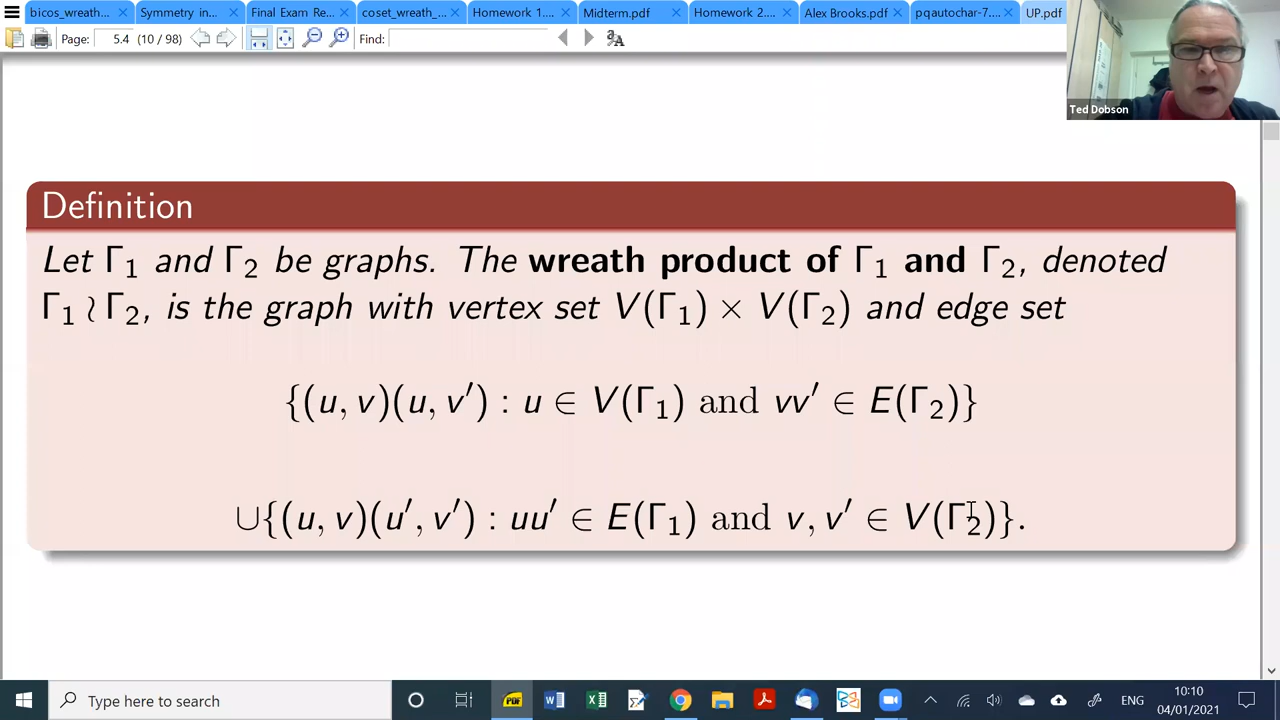 bicos_wreath... Symmetry in... Final Exam Re... coset_wreath_... Homework 1.... Midterm.pdf Homework 2.... Alex Brooks.pdf pqautochar-7.... UP.pdf
Page: 5.4 (10 / 98) Find:
Ted Dobson
Definition
Let Γ₁ and Γ₂ be graphs. The wreath product of Γ₁ and Γ₂, denoted
Γ₁ ≀ Γ₂, is the graph with vertex set V(Γ₁) × V(Γ₂) and edge set
{(u, v)(u, v′) : u ∈ V(Γ₁) and vv′ ∈ E(Γ₂)}
∪{(u, v)(u′, v′) : uu′ ∈ E(Γ₁) and v, v′ ∈ V(Γ₂)}.
Type here to search
ENG
10:10
04/01/2021